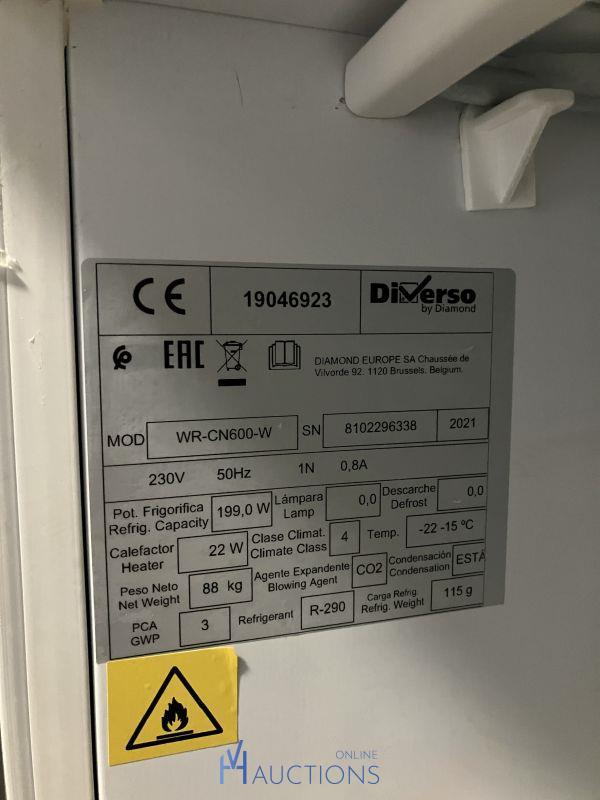 CE 19046923 DiVerso
by Diamond
EAC DIAMOND EUROPE SA Chaussée de
Vilvorde 92. 1120 Brussels. Belgium.
MOD WR-CN600-W SN 8102296338 2021
230V 50Hz 1N 0,8A
Pot. Frigorifica
Refrig. Capacity 199,0 W Lámpara
Lamp 0,0 Descarche
Defrost 0,0
Calefactor
Heater 22 W Clase Climat.
Climate Class 4 Temp. -22 -15 ºC
Peso Neto
Net Weight 88 kg Agente Expandente
Blowing Agent CO2 Condensación
Condensation ESTÁ
PCA
GWP 3 Refrigerant R-290 Carga Refrig
Refrig. Weight 115 g
ONLINE
AUCTIONS